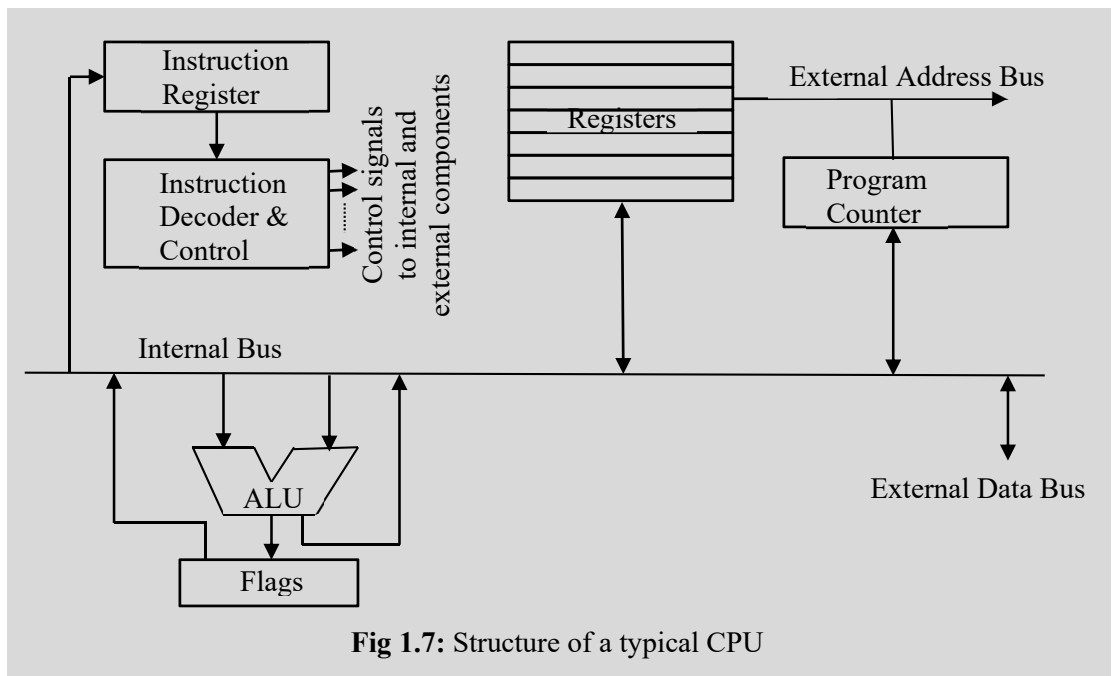 Instruction
Register
Instruction
Decoder &
Control
Control signals
to internal and
external components
Registers
External Address Bus
Program
Counter
Internal Bus
ALU
Flags
External Data Bus
Fig 1.7: Structure of a typical CPU